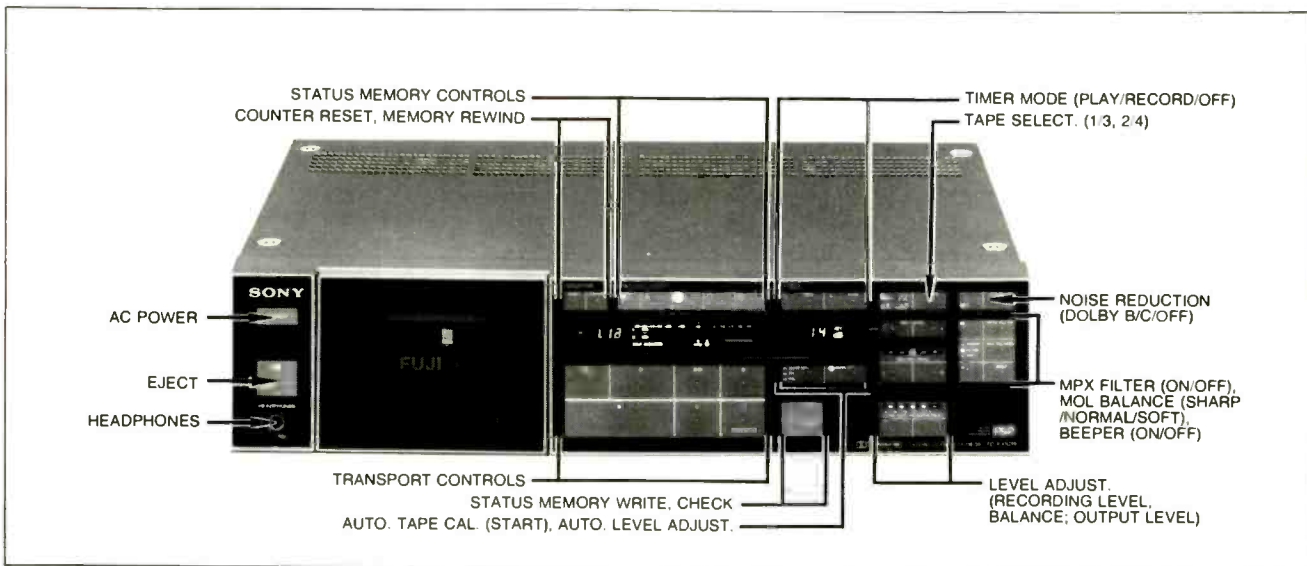 STATUS MEMORY CONTROLS
COUNTER RESET, MEMORY REWIND
TIMER MODE (PLAY/RECORD/OFF)
TAPE SELECT. (1/3, 2/4)
SONY
AC POWER
NOISE REDUCTION
(DOLBY B/C/OFF)
FUJI
EJECT
HEADPHONES
MPX FILTER (ON/OFF),
MOL BALANCE (SHARP
/NORMAL/SOFT),
BEEPER (ON/OFF)
TRANSPORT CONTROLS
STATUS MEMORY WRITE, CHECK
AUTO. TAPE CAL. (START), AUTO. LEVEL ADJUST.
LEVEL ADJUST.
(RECORDING LEVEL,
BALANCE; OUTPUT LEVEL)